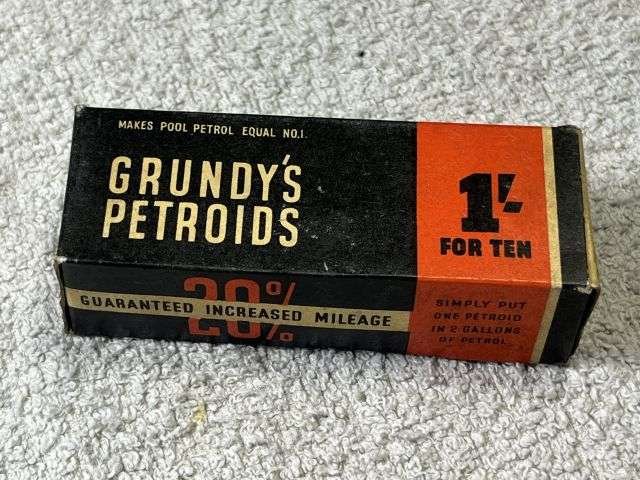 MAKES POOL PETROL EQUAL NO.1.
GRUNDY'S
PETROIDS
1/-
FOR TEN
20%
GUARANTEED INCREASED MILEAGE
SIMPLY PUT
ONE PETROID
IN 2 GALLONS
OF PETROL